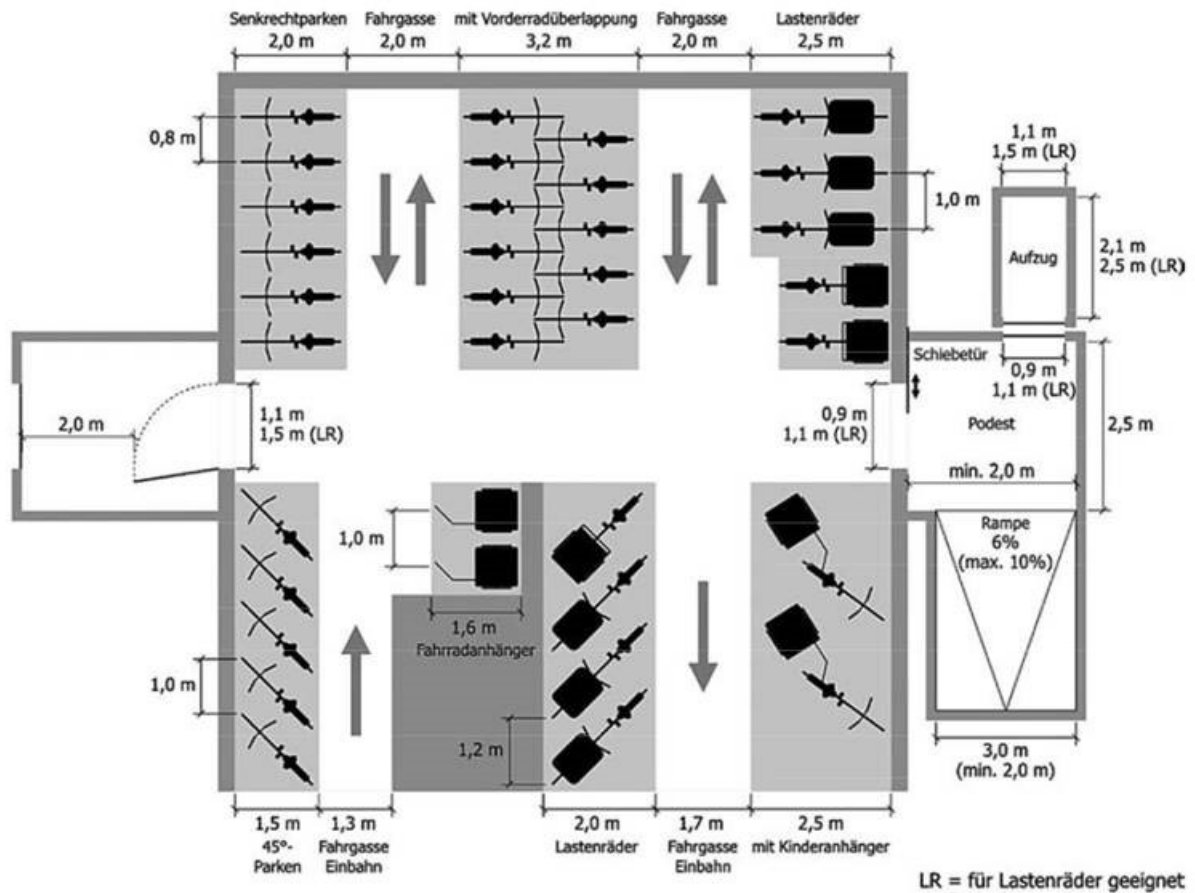 Senkrechtparken
2,0 m
Fahrgasse
2,0 m
mit Vorderradüberlappung
3,2 m
Fahrgasse
2,0 m
Lastenräder
2,5 m
0,8 m
1,0 m
1,1 m
1,5 m (LR)
Aufzug
2,1 m
2,5 m (LR)
2,0 m
1,1 m
1,5 m (LR)
0,9 m
1,1 m (LR)
Schiebetür
0,9 m
1,1 m (LR)
Podest
2,5 m
min. 2,0 m
Rampe
6%
(max. 10%)
1,0 m
1,6 m
Fahrradanhänger
1,0 m
1,2 m
3,0 m
(min. 2,0 m)
1,5 m
45°-
Parken
1,3 m
Fahrgasse
Einbahn
2,0 m
Lastenräder
1,7 m
Fahrgasse
Einbahn
2,5 m
mit Kinderanhänger
LR = für Lastenräder geeignet